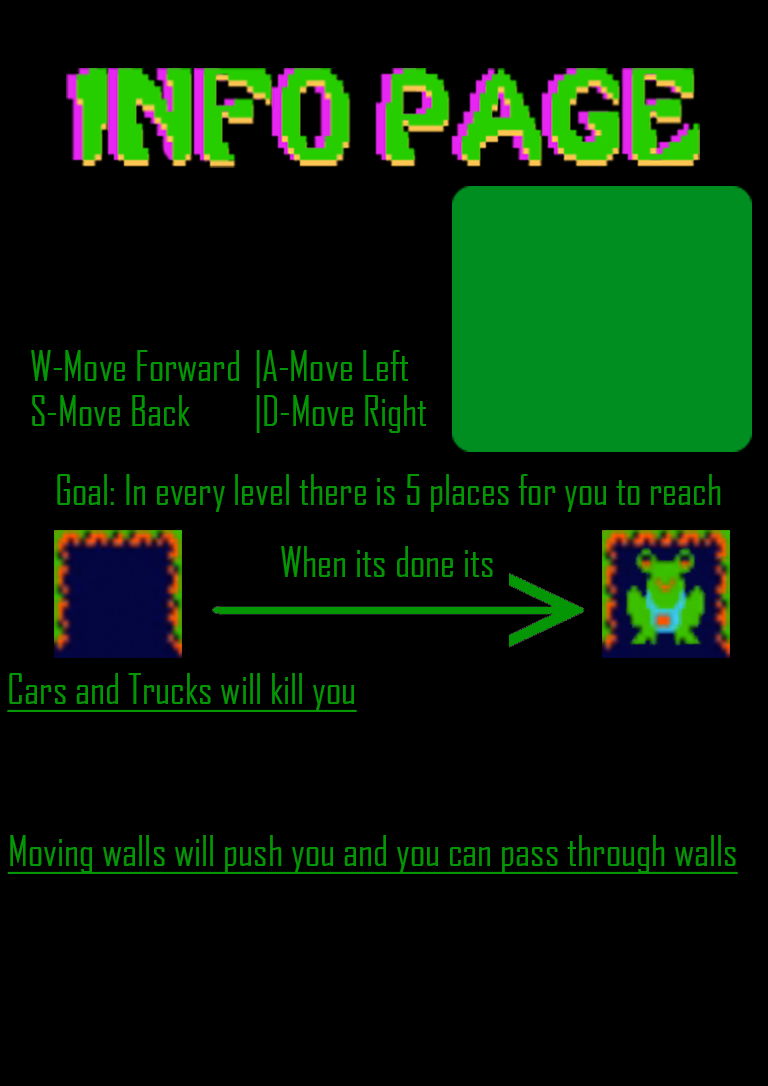 INFO PAGE
W-Move Forward |A-Move Left
S-Move Back |D-Move Right
Goal: In every level there is 5 places for you to reach
When its done its
Cars and Trucks will kill you
Moving walls will push you and you can pass through walls